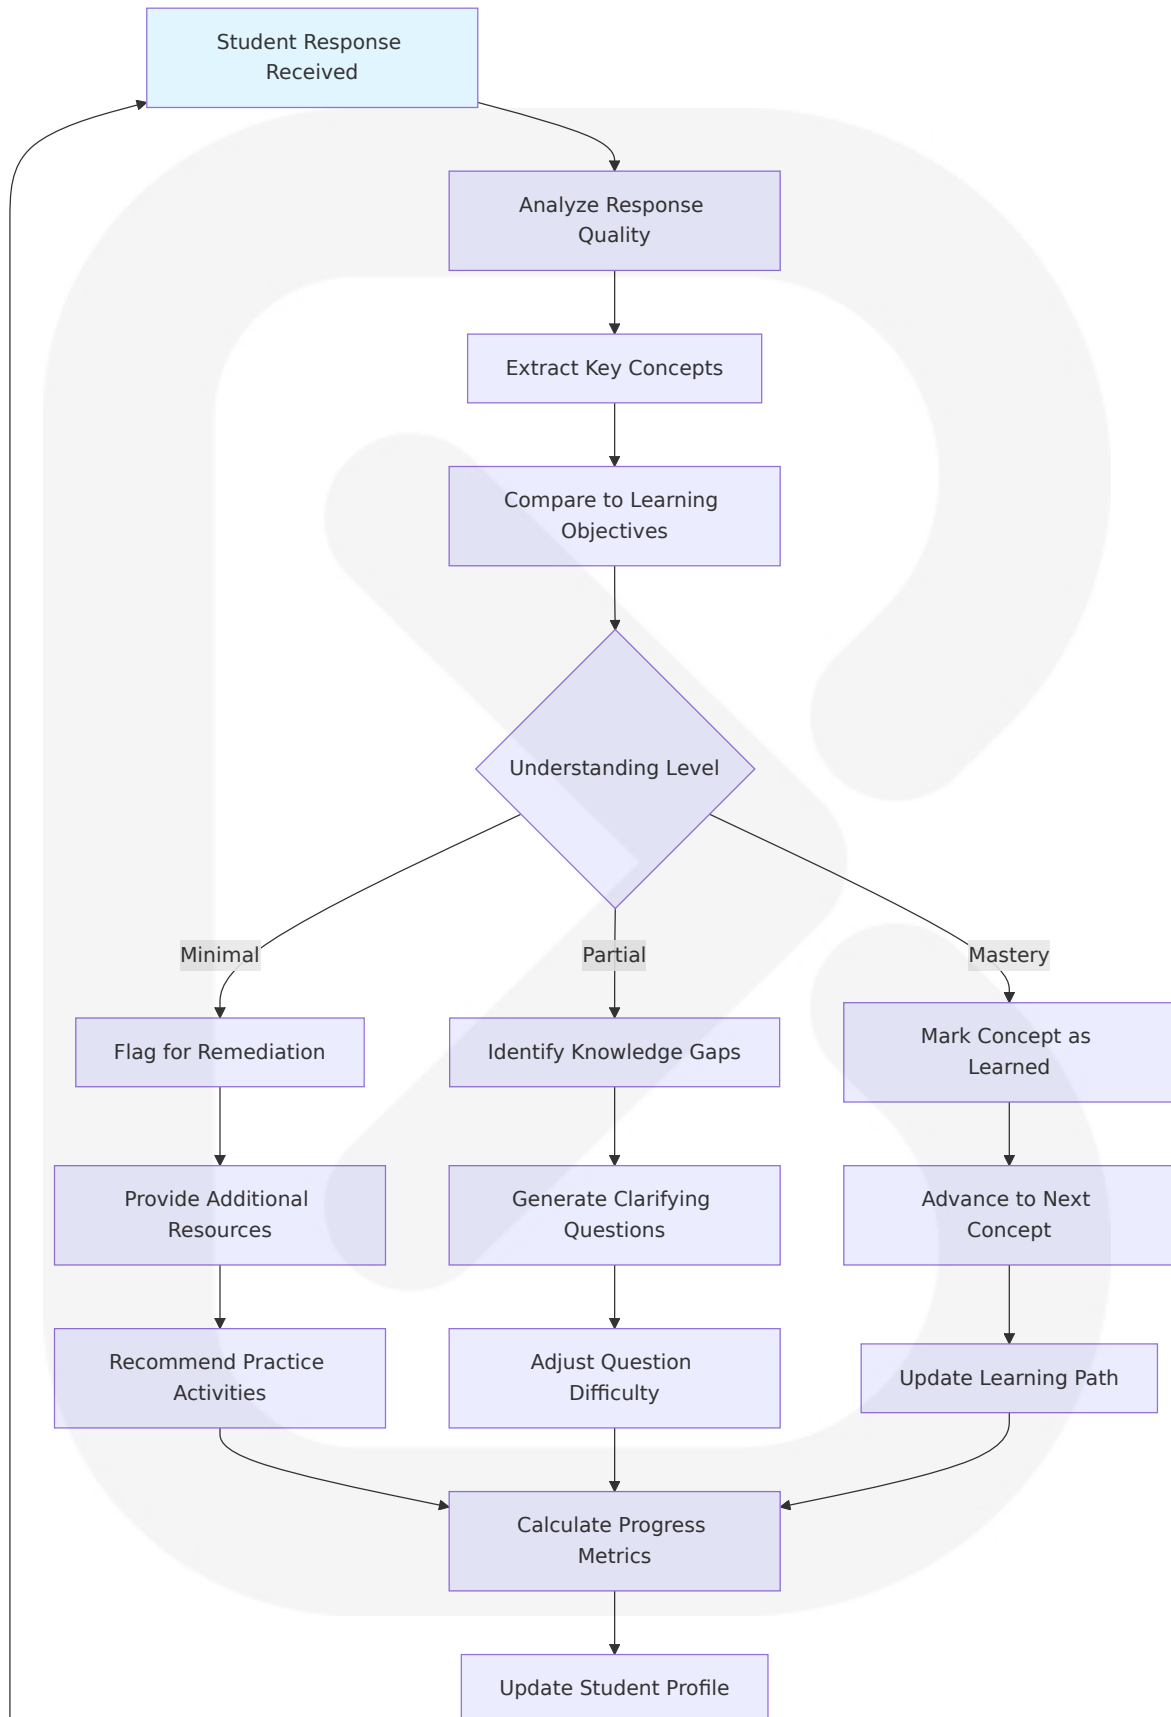 Student Response
Received
Analyze Response
Quality
Extract Key Concepts
Compare to Learning
Objectives
Understanding Level
Minimal
Partial
Mastery
Flag for Remediation
Identify Knowledge Gaps
Mark Concept as
Learned
Provide Additional
Resources
Generate Clarifying
Questions
Advance to Next
Concept
Recommend Practice
Activities
Adjust Question
Difficulty
Update Learning Path
Calculate Progress
Metrics
Update Student Profile